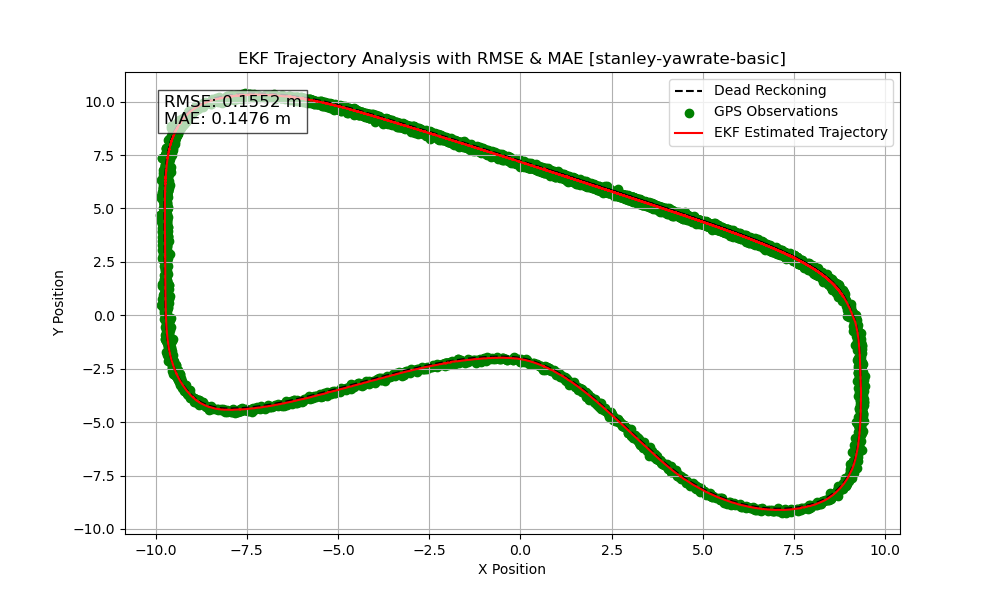 EKF Trajectory Analysis with RMSE & MAE [stanley-yawrate-basic]
RMSE: 0.1552 m
MAE: 0.1476 m
Dead Reckoning
GPS Observations
EKF Estimated Trajectory
Y Position
10.0
7.5
5.0
2.5
0.0
−2.5
−5.0
−7.5
−10.0
−10.0 −7.5 −5.0 −2.5 0.0 2.5 5.0 7.5 10.0
X Position